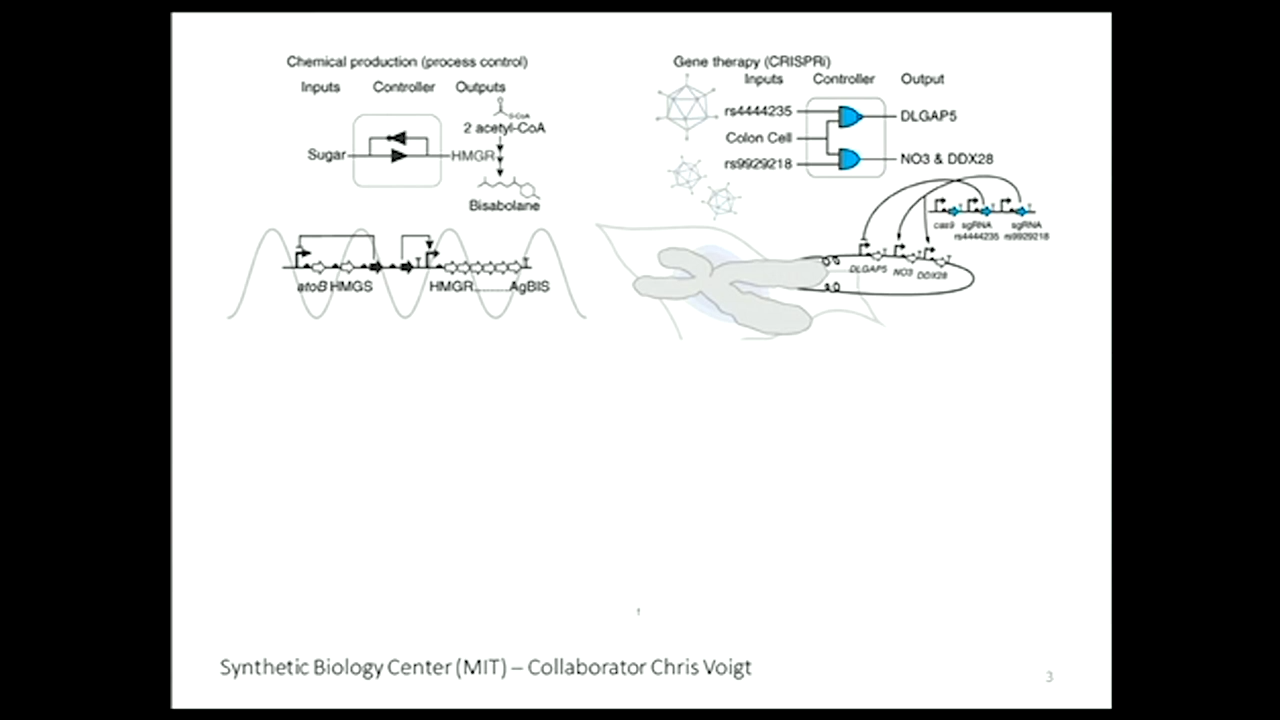 Chemical production (process control)
Inputs Controller Outputs
O
S-CoA
2 acetyl-CoA
Sugar HMGR
Bisabolane
atoB HMGS HMGR..........AgBIS
Gene therapy (CRISPRi)
Inputs Controller Output
rs4444235 DLGAP5
Colon Cell
rs9929218 NO3 & DDX28
cas9 sgRNA sgRNA
rs4444235 rs9929218
DLGAP5 NO3 DDX28
Synthetic Biology Center (MIT) – Collaborator Chris Voigt
3